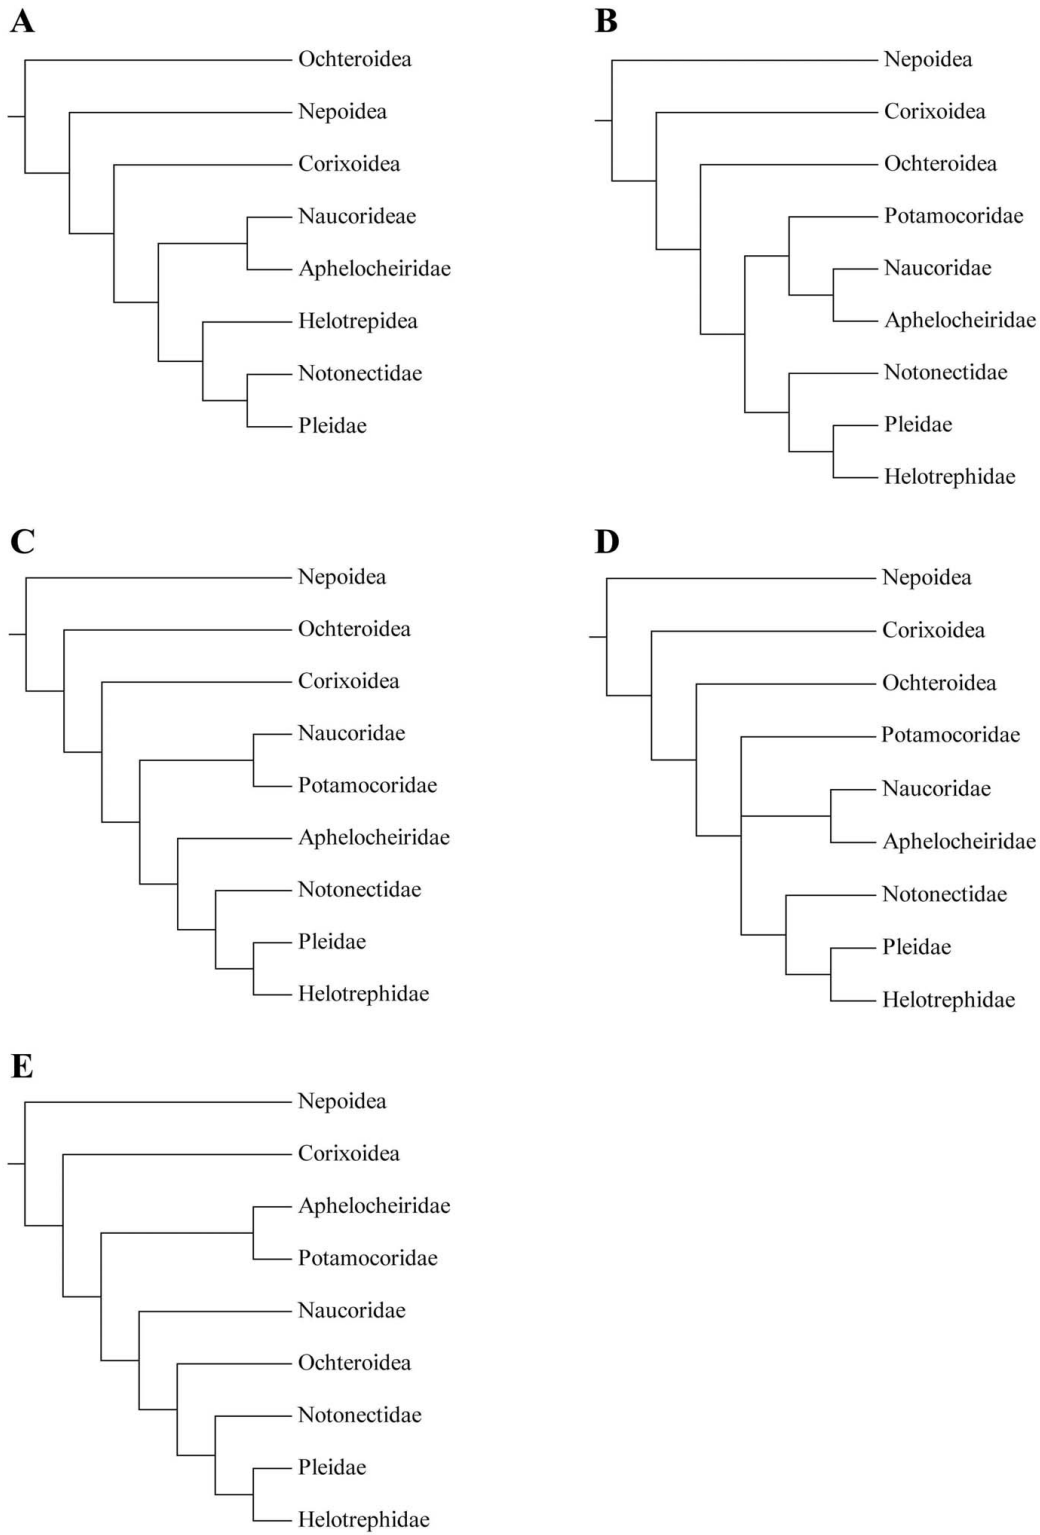 A
Ochteroidea
Nepoidea
Corixoidea
Naucorideae
Aphelocheiridae
Helotrepidea
Notonectidae
Pleidae
B
Nepoidea
Corixoidea
Ochteroidea
Potamocoridae
Naucoridae
Aphelocheiridae
Notonectidae
Pleidae
Helotrephidae
C
Nepoidea
Ochteroidea
Corixoidea
Naucoridae
Potamocoridae
Aphelocheiridae
Notonectidae
Pleidae
Helotrephidae
D
Nepoidea
Corixoidea
Ochteroidea
Potamocoridae
Naucoridae
Aphelocheiridae
Notonectidae
Pleidae
Helotrephidae
E
Nepoidea
Corixoidea
Aphelocheiridae
Potamocoridae
Naucoridae
Ochteroidea
Notonectidae
Pleidae
Helotrephidae